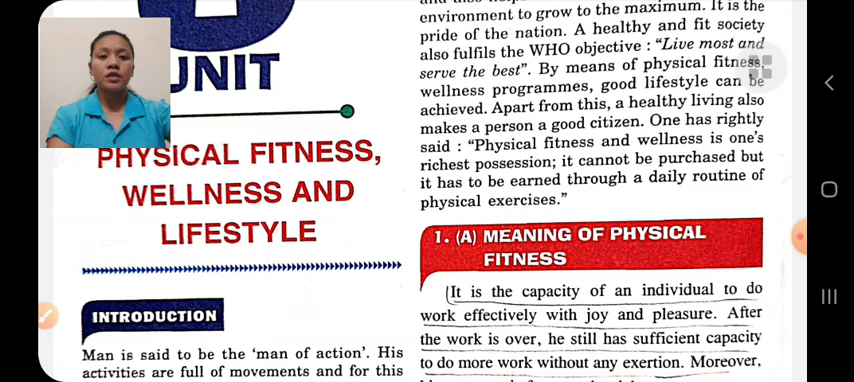 UNIT
PHYSICAL FITNESS,
WELLNESS AND
LIFESTYLE
INTRODUCTION
Man is said to be the 'man of action'. His
activities are full of movements and for this
environment to grow to the maximum. It is the
pride of the nation. A healthy and fit society
also fulfils the WHO objective : "Live most and
serve the best". By means of physical fitness,
wellness programmes, good lifestyle can be
achieved. Apart from this, a healthy living also
makes a person a good citizen. One has rightly
said : "Physical fitness and wellness is one's
richest possession; it cannot be purchased but
it has to be earned through a daily routine of
physical exercises."
1. (A) MEANING OF PHYSICAL
FITNESS
(It is the capacity of an individual to do
work effectively with joy and pleasure. After
the work is over, he still has sufficient capacity
to do more work without any exertion. Moreover,